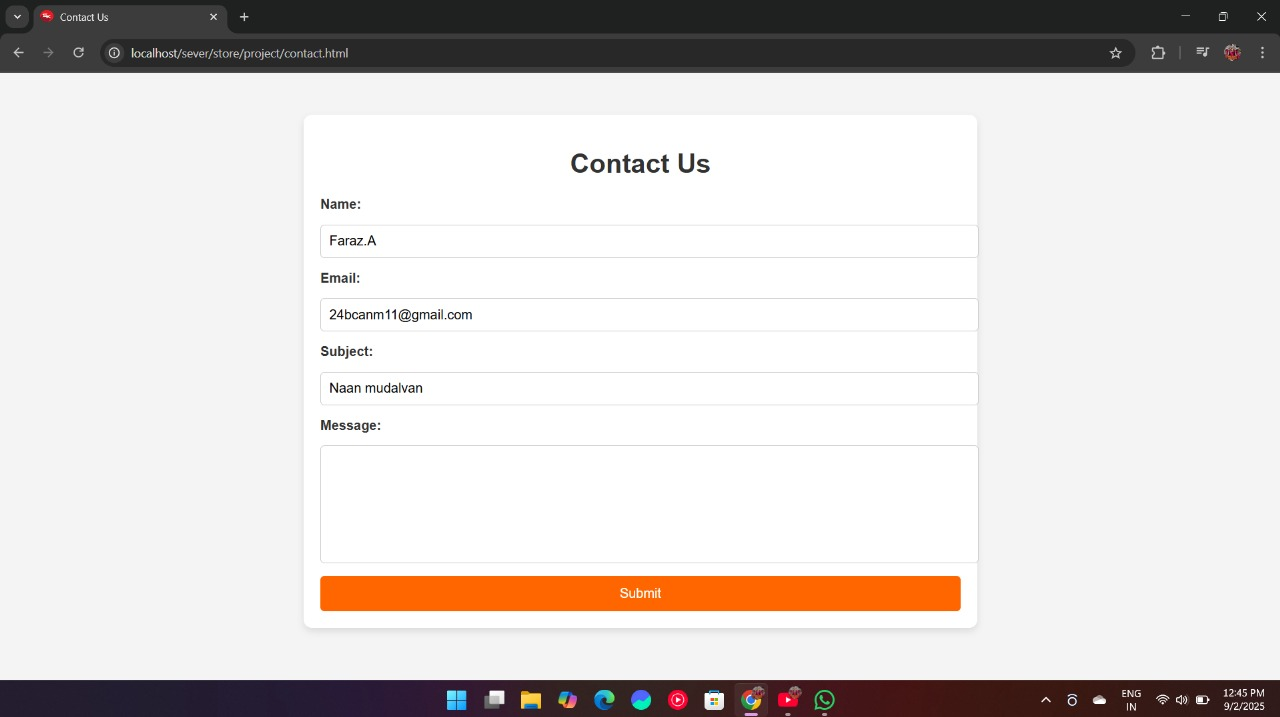 Contact Us
localhost/sever/store/project/contact.html
Contact Us
Name:
Faraz.A
Email:
24bcanm11@gmail.com
Subject:
Naan mudalvan
Message:
Submit
ENG
IN
12:45 PM
9/2/2025